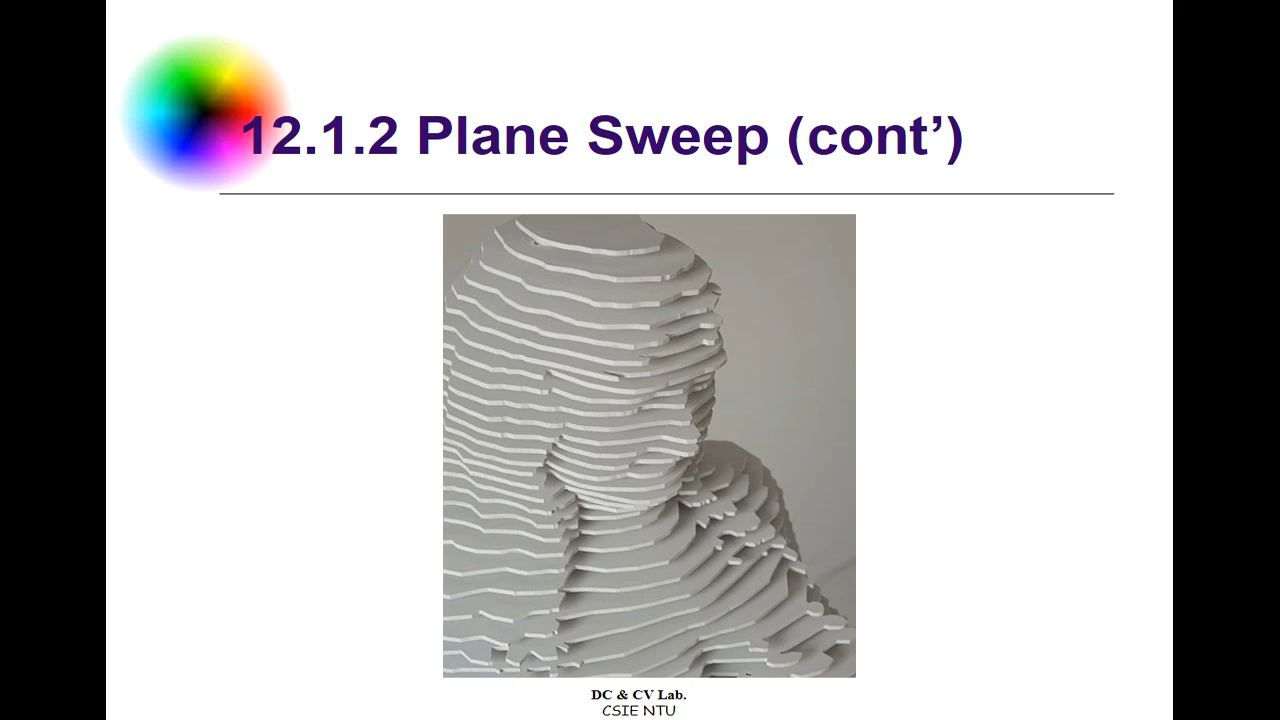 12.1.2 Plane Sweep (cont’)
DC & CV Lab.
CSIE NTU